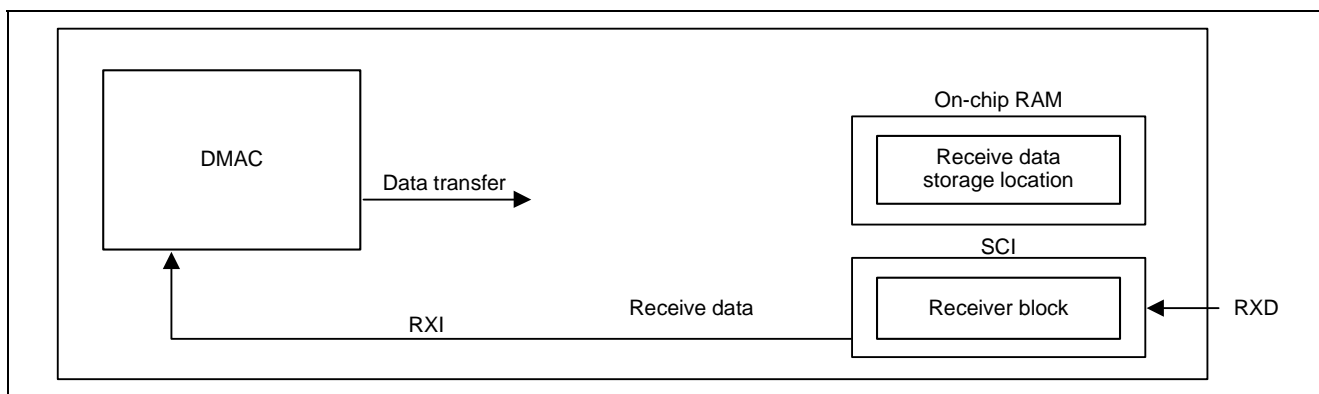 On-chip RAM
DMAC
Receive data
storage location
Data transfer
SCI
Receive data
Receiver block
RXD
RXI